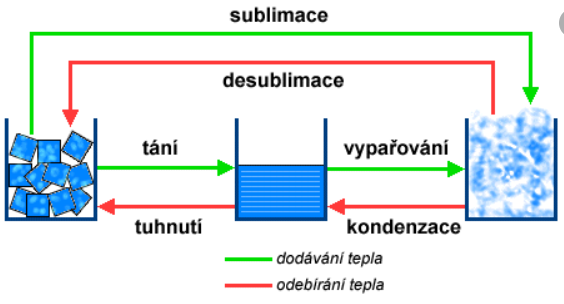 sublimace
desublimace
tání
vypařování
tuhnutí
kondenzace
dodávání tepla
odebírání tepla